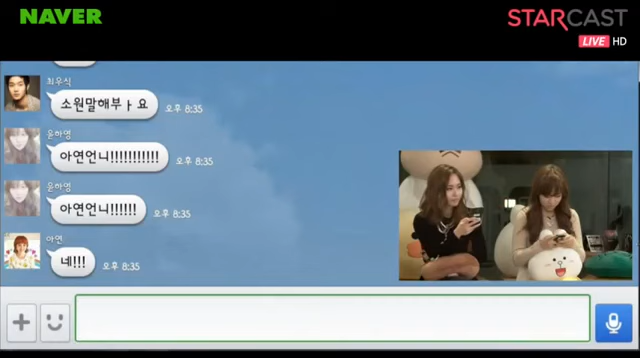 NAVER
STARCAST
LIVE HD
최우식
소원말해부ㅏ요 오후 8:35
윤하영
아연언니!!!!!!!!!!! 오후 8:35
윤하영
아연언니!!!!!! 오후 8:35
아연
네!!! 오후 8:35